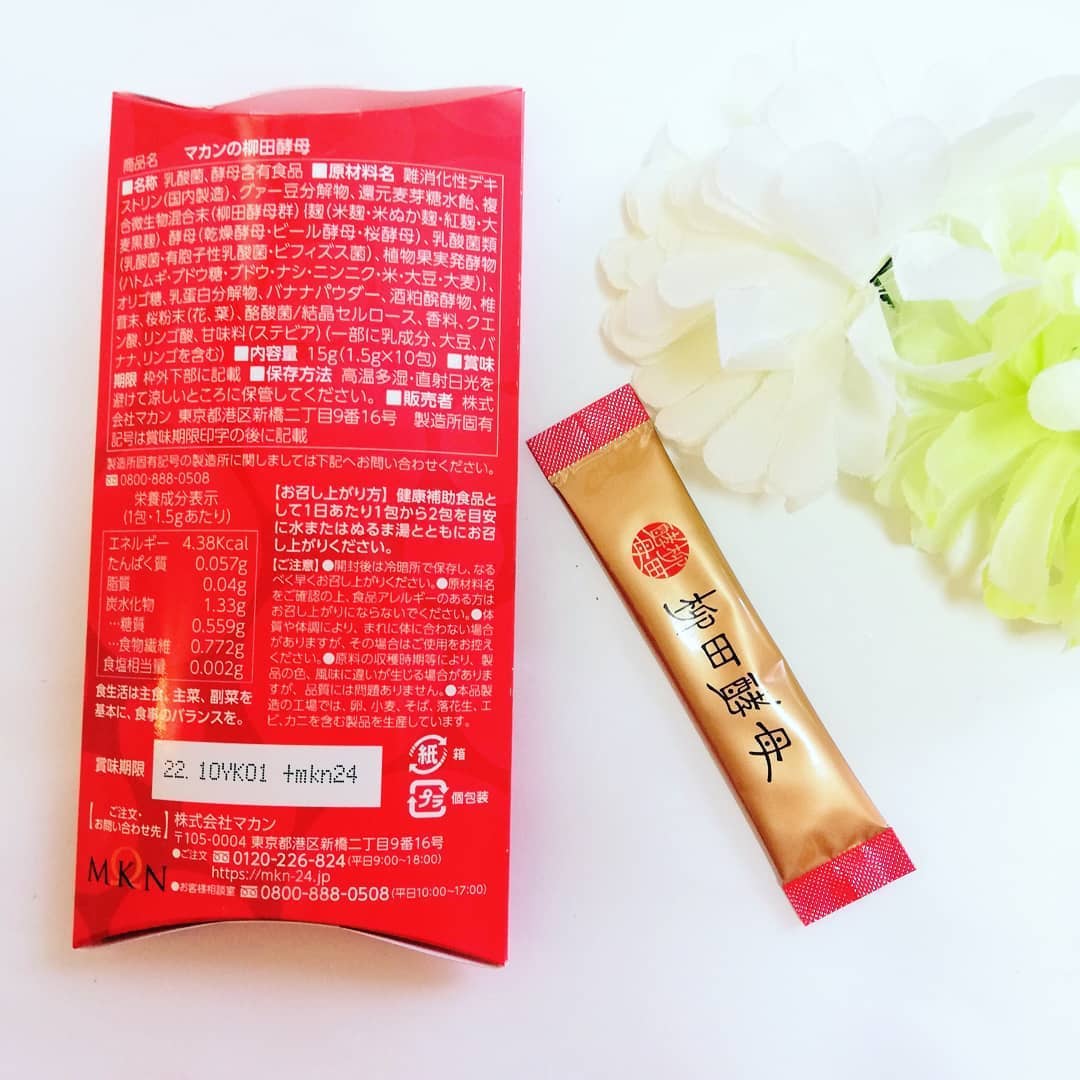 商品名 マカンの柳田酵母
■名称 乳酸菌、酵母含有食品 ■原材料名 難消化性デキ
ストリン(国内製造)、グァー豆分解物、還元麦芽糖水飴、複
合微生物混合末(柳田酵母群){麹(米麹・米ぬか麹・紅麹・大
麦黒麹)、酵母(乾燥酵母・ビール酵母・桜酵母)、乳酸菌類
(乳酸菌・有胞子性乳酸菌・ビフィズス菌)、植物果実発酵物
(ハトムギ・ブドウ糖・ブドウ・ナシ・ニンニク・米・大豆・大麦)}、
オリゴ糖、乳蛋白分解物、バナナパウダー、酒粕醗酵物、椎
茸末、桜粉末(花、葉)、酪酸菌/結晶セルロース、香料、クエ
ン酸、リンゴ酸、甘味料(ステビア)(一部に乳成分、大豆、バ
ナナ、リンゴを含む) ■内容量 15g(1.5g×10包) ■賞味
期限 枠外下部に記載 ■保存方法 高温多湿・直射日光を
避けて涼しいところに保管してください。 ■販売者 株式
会社マカン 東京都港区新橋二丁目9番16号 製造所固有
記号は賞味期限印字の後に記載
製造所固有記号の製造所に関しましては下記へお問い合わせください。
0800-888-0508
栄養成分表示
(1包・1.5gあたり)
エネルギー 4.38Kcal
たんぱく質 0.057g
脂質 0.04g
炭水化物 1.33g
…糖質 0.559g
…食物繊維 0.772g
食塩相当量 0.002g
食生活は主食、主菜、副菜を
基本に、食事のバランスを。
【お召し上がり方】健康補助食品と
して1日あたり1包から2包を目安
に水またはぬるま湯とともにお召
し上がりください。
【ご注意】●開封後は冷暗所で保存し、なる
べく早くお召し上がりください。●原材料名
をご確認の上、食品アレルギーのある方は
お召し上がりにならないでください。●体
質や体調により、まれに体に合わない場合
がありますが、その場合はご使用をお控え
ください。●原料の収穫時期等により、製
品の色、風味に違いが生じる場合がありま
すが、品質には問題ありません。●本品製
造の工場では、卵、小麦、そば、落花生、エ
ビ、カニを含む製品を生産しています。
賞味期限 22.10YK01 +mkn24
紙 箱
プラ 個包装
ご注文・
お問い合わせ先
株式会社マカン
〒105-0004 東京都港区新橋二丁目9番16号
●ご注文 0120-226-824(平日9:00~18:00)
https://mkn-24.jp
●お客様相談室 0800-888-0508(平日10:00~17:00)
MKN
柳田酵母